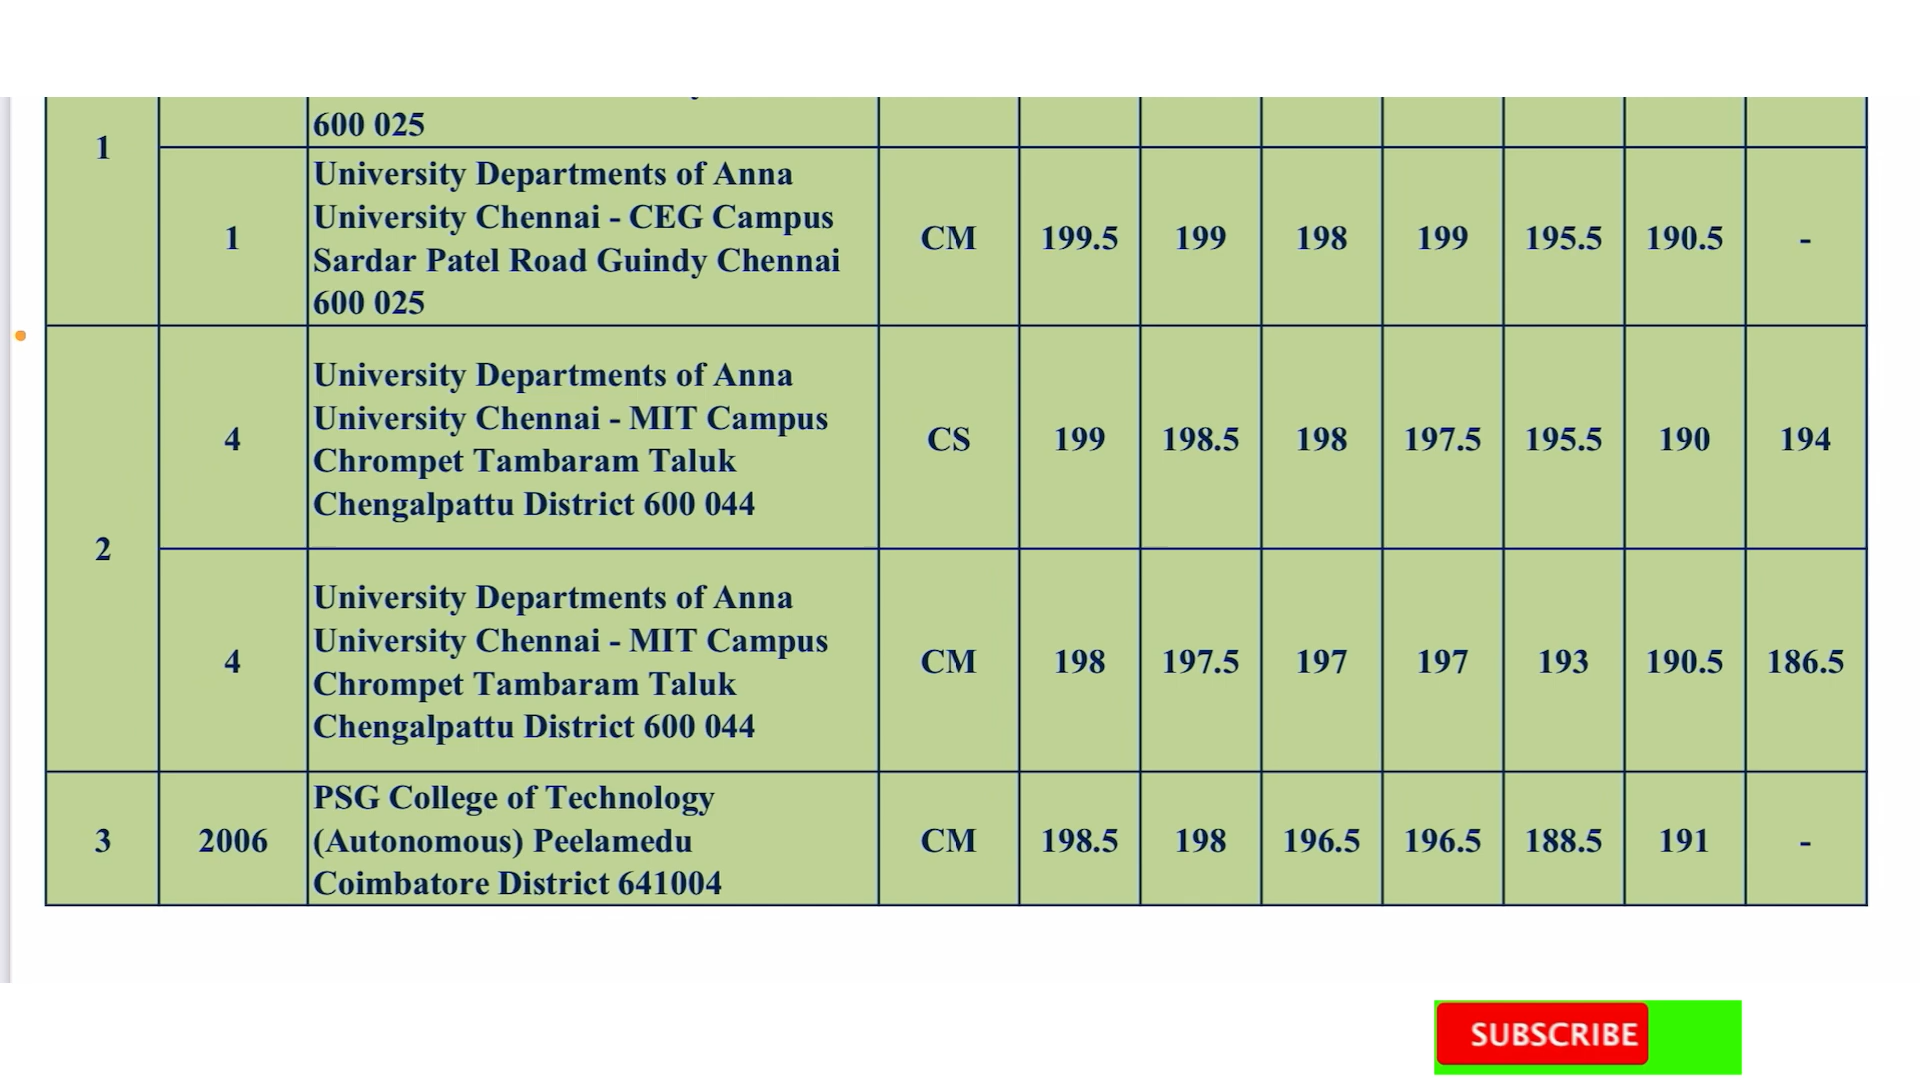 600 025
1
1
University Departments of Anna
University Chennai - CEG Campus
Sardar Patel Road Guindy Chennai
600 025
CM 199.5 199 198 199 195.5 190.5 -
2
4
University Departments of Anna
University Chennai - MIT Campus
Chrompet Tambaram Taluk
Chengalpattu District 600 044
CS 199 198.5 198 197.5 195.5 190 194
4
University Departments of Anna
University Chennai - MIT Campus
Chrompet Tambaram Taluk
Chengalpattu District 600 044
CM 198 197.5 197 197 193 190.5 186.5
3
2006
PSG College of Technology
(Autonomous) Peelamedu
Coimbatore District 641004
CM 198.5 198 196.5 196.5 188.5 191 -
SUBSCRIBE